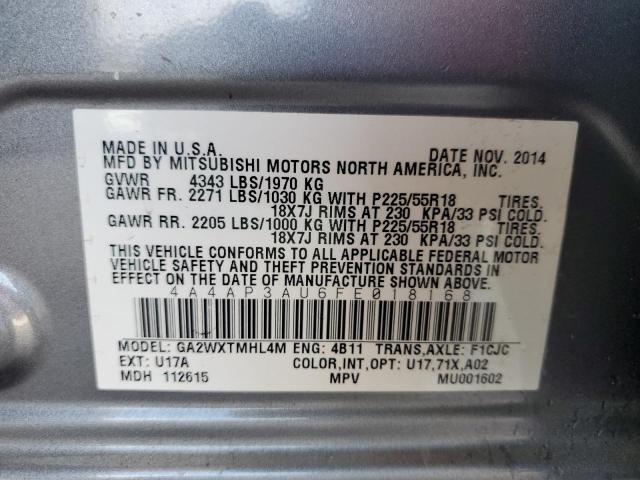 MADE IN U.S.A. DATE NOV. 2014
MFD BY MITSUBISHI MOTORS NORTH AMERICA, INC.
GVWR 4343 LBS/1970 KG
GAWR FR. 2271 LBS/1030 KG WITH P225/55R18 TIRES.
18X7J RIMS AT 230 KPA/33 PSI COLD.
GAWR RR. 2205 LBS/1000 KG WITH P225/55R18 TIRES.
18X7J RIMS AT 230 KPA/33 PSI COLD.
THIS VEHICLE CONFORMS TO ALL APPLICABLE FEDERAL MOTOR
VEHICLE SAFETY AND THEFT PREVENTION STANDARDS IN
EFFECT ON THE DATE OF MANUFACTURE SHOWN ABOVE.
4A4AP3AU6FE018168
MODEL: GA2WXTMHL4M ENG: 4B11 TRANS,AXLE: F1CJC
EXT: U17A COLOR,INT,OPT: U17,71X,A02
MDH 112615 MPV MU001602